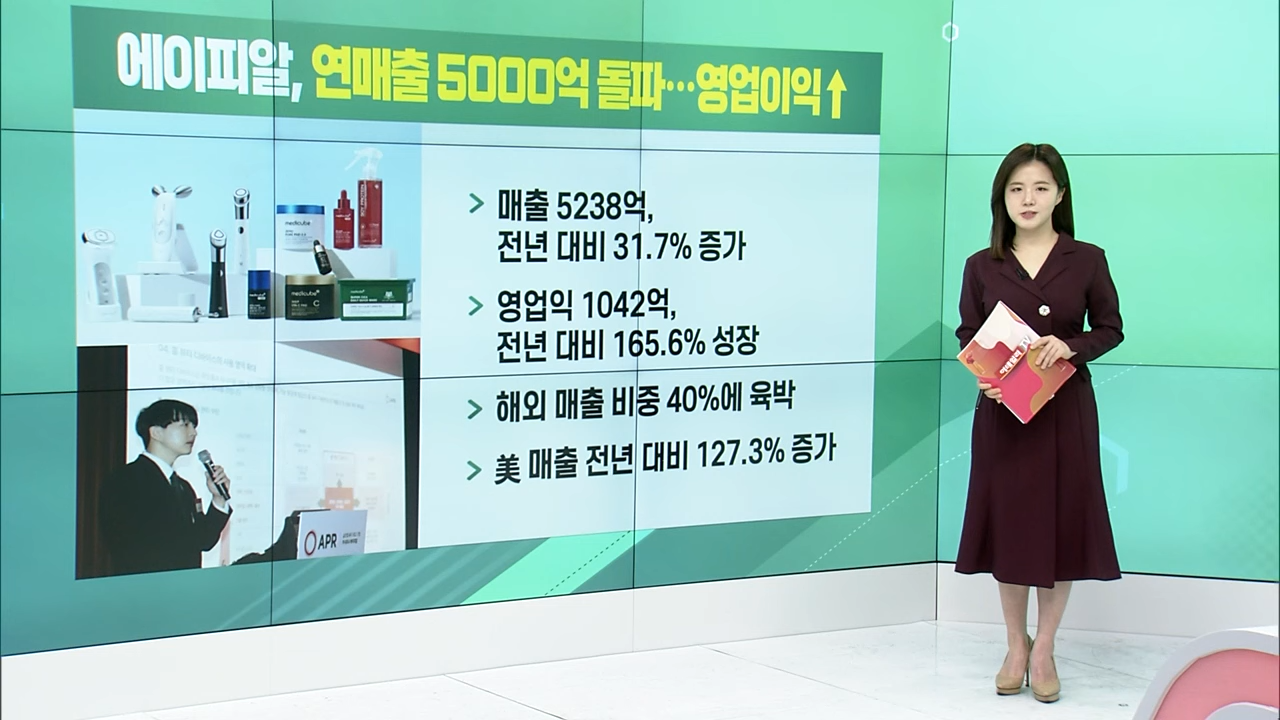 에이피알, 연매출 5000억 돌파…영업이익↑
> 매출 5238억,
전년 대비 31.7% 증가
> 영업익 1042억,
전년 대비 165.6% 성장
> 해외 매출 비중 40%에 육박
> 美 매출 전년 대비 127.3% 증가
medicube
medicube
APR